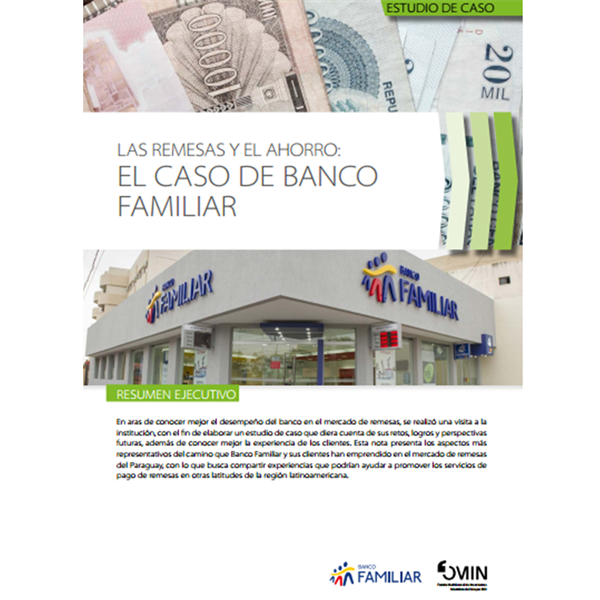 ESTUDIO DE CASO
20
MIL
LAS REMESAS Y EL AHORRO:
EL CASO DE BANCO
FAMILIAR
BANCO
FAMILIAR
BANCO
FAMILIAR
RESUMEN EJECUTIVO
En aras de conocer mejor el desempeño del banco en el mercado de remesas, se realizó una visita a la
institución, con el fin de elaborar un estudio de caso que diera cuenta de sus retos, logros y perspectivas
futuras, además de conocer mejor la experiencia de los clientes. Esta nota presenta los aspectos más
representativos del camino que Banco Familiar y sus clientes han emprendido en el mercado de remesas
del Paraguay, con lo que busca compartir experiencias que podrían ayudar a promover los servicios de
pago de remesas en otras latitudes de la región latinoamericana.
BANCO
FAMILIAR
FOMIN